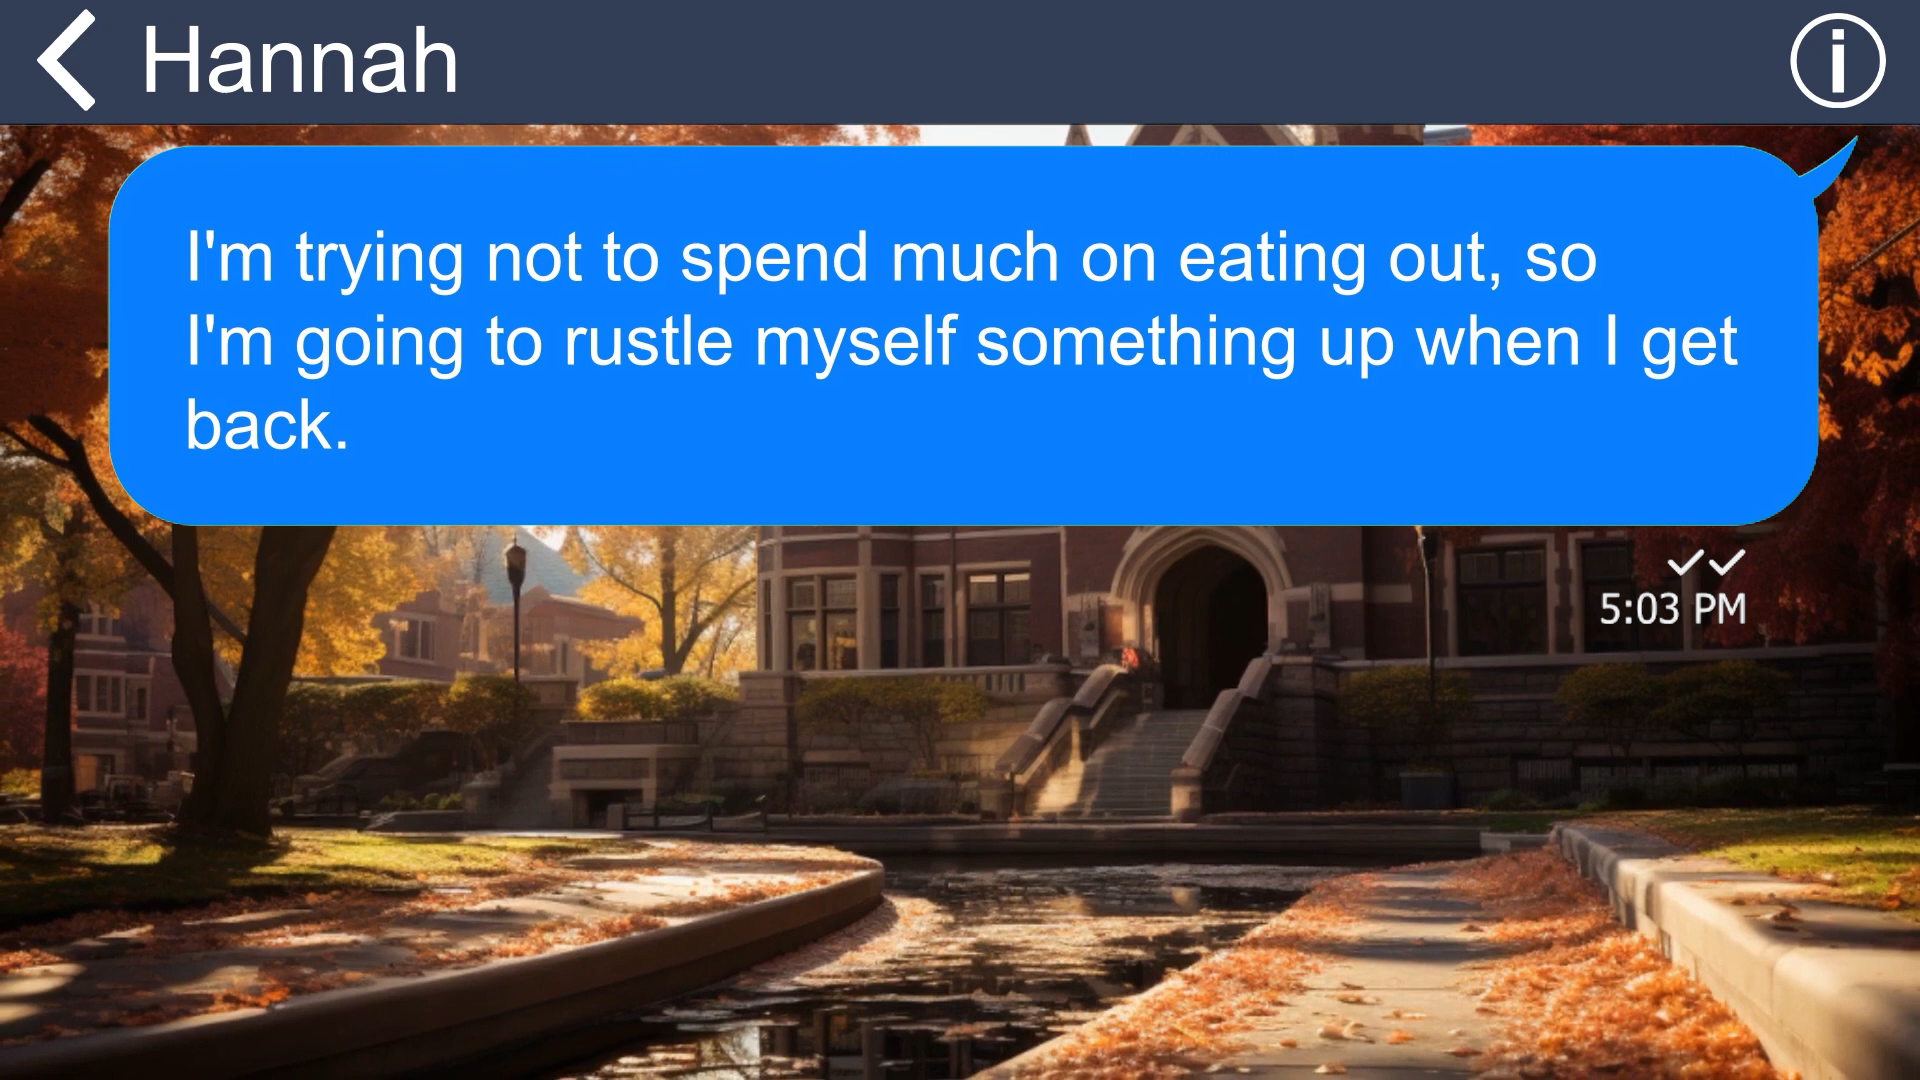 Hannah
I'm trying not to spend much on eating out, so
I'm going to rustle myself something up when I get
back.
5:03 PM